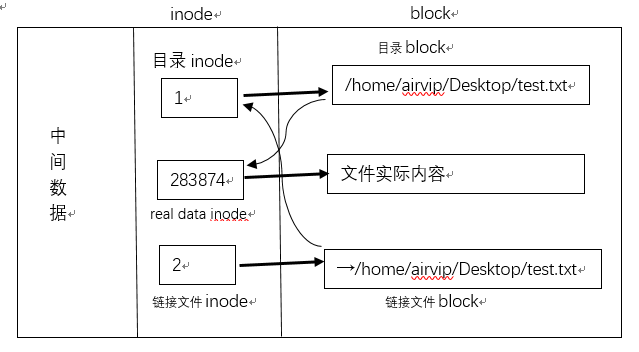 inode
block
目录 inode
目录 block
1
/home/airvip/Desktop/test.txt
中
间
数
据
283874
文件实际内容
real data inode
2
→/home/airvip/Desktop/test.txt
链接文件 inode
链接文件 block